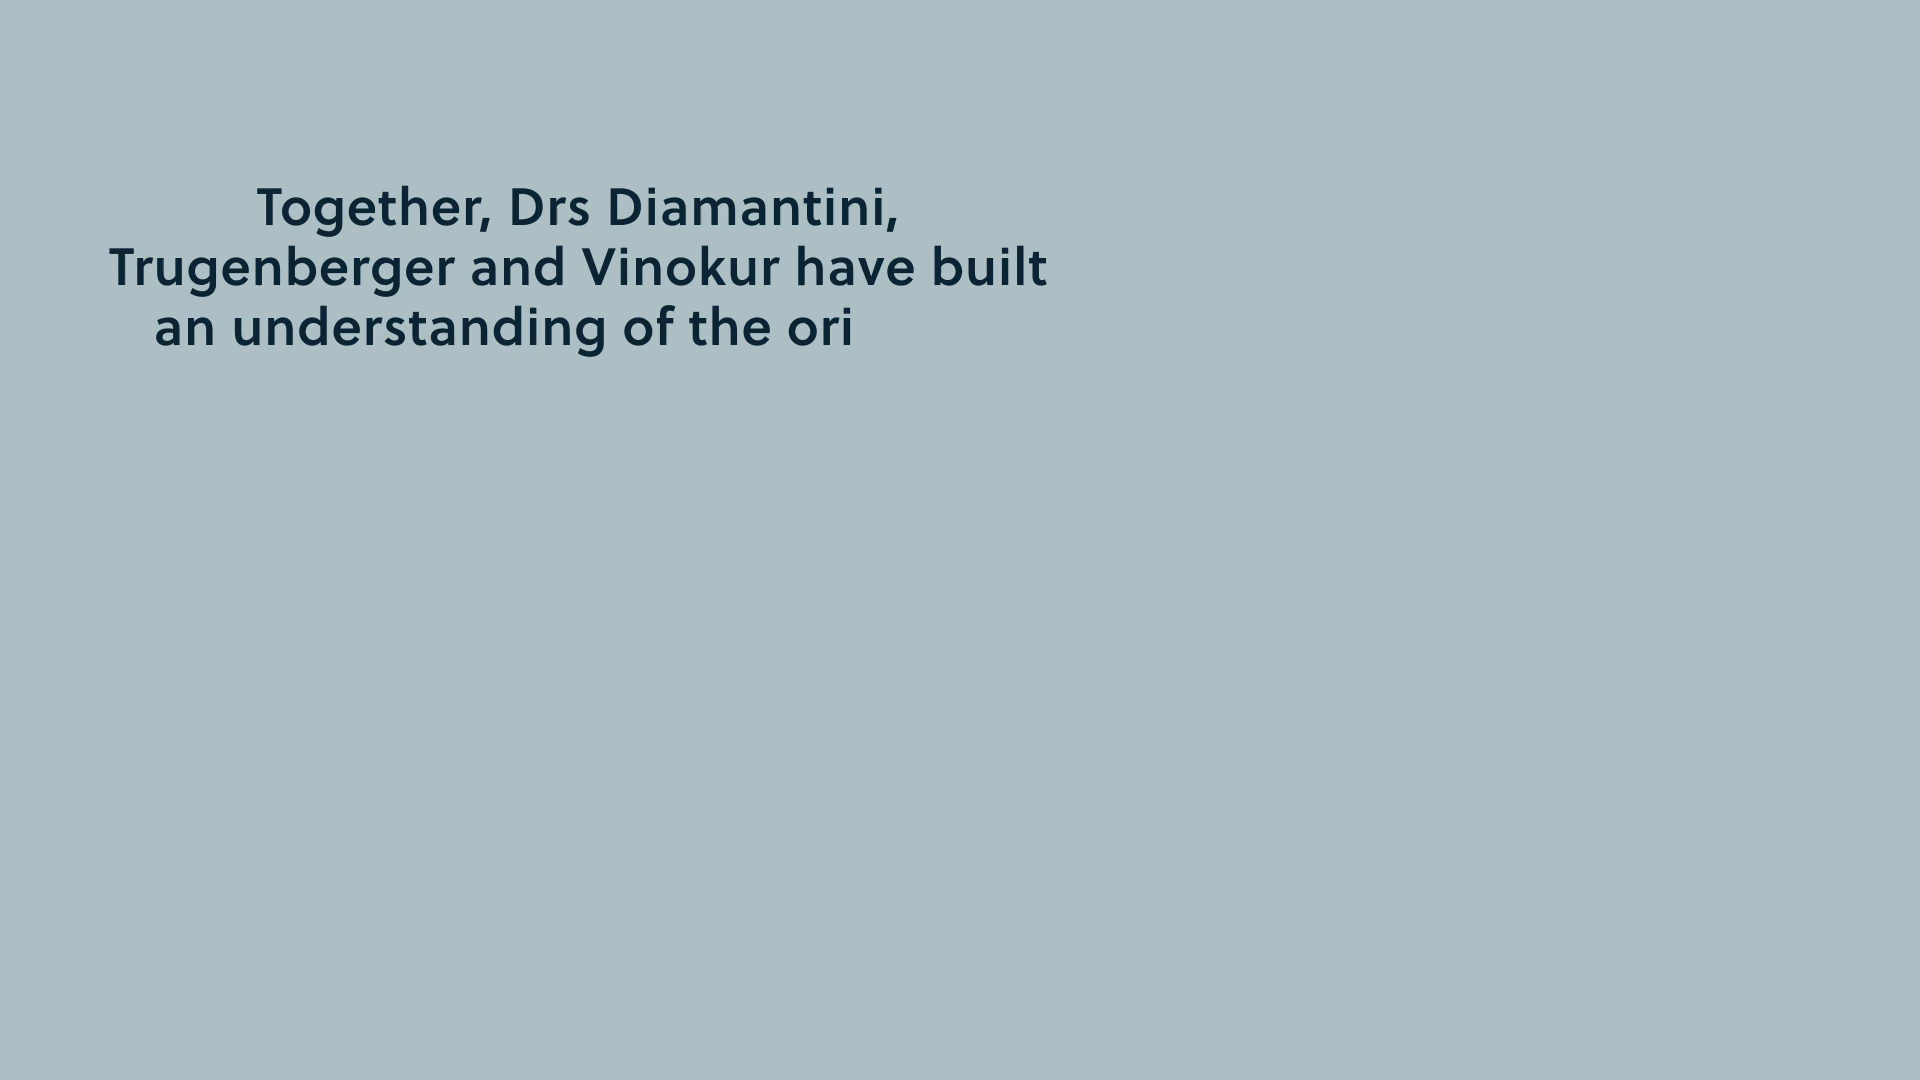 Together, Drs Diamantini,
Trugenberger and Vinokur have built
an understanding of the ori